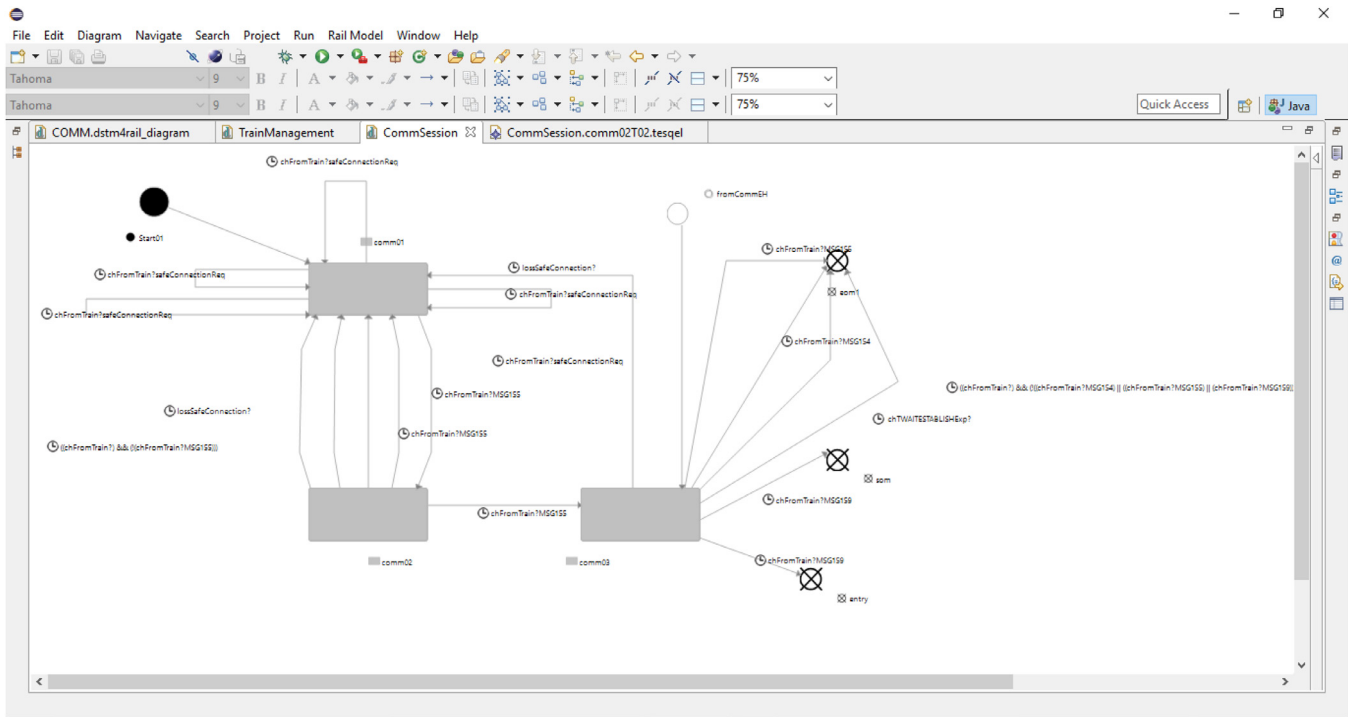 File Edit Diagram Navigate Search Project Run Rail Model Window Help
Tahoma 9 B I A 75%
Tahoma 9 B I A 75%
Quick Access Java
COMM.dstm4rail_diagram TrainManagement CommSession CommSession.comm02T02.tesqel
chFromTrain?safeConnectionReq
fromCommEH
Start01
comm01
chFromTrain?MSG155
chFromTrain?safeConnectionReq
lossSafeConnection?
eom1
chFromTrain?safeConnectionReq
chFromTrain?safeConnectionReq
chFromTrain?MSG154
chFromTrain?safeConnectionReq
((chFromTrain?) && (!((chFromTrain?MSG154) || ((chFromTrain?MSG155) || (chFromTrain?MSG159))
chFromTrain?MSG155
lossSafeConnection?
chTWAITESTABLISHExp?
chFromTrain?MSG155
((chFromTrain?) && (!(chFromTrain?MSG155)))
som
chFromTrain?MSG159
chFromTrain?MSG155
comm02
comm03
chFromTrain?MSG159
entry